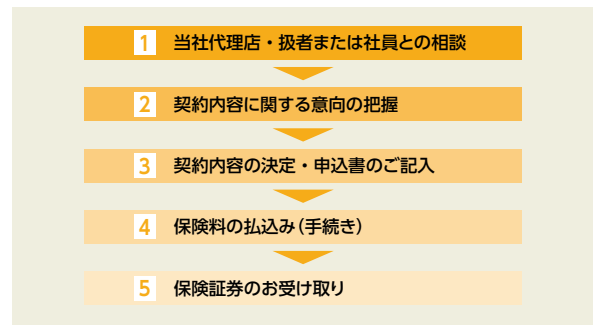 1 当社代理店・扱者または社員との相談
2 契約内容に関する意向の把握
3 契約内容の決定・申込書のご記入
4 保険料の払込み(手続き)
5 保険証券のお受け取り